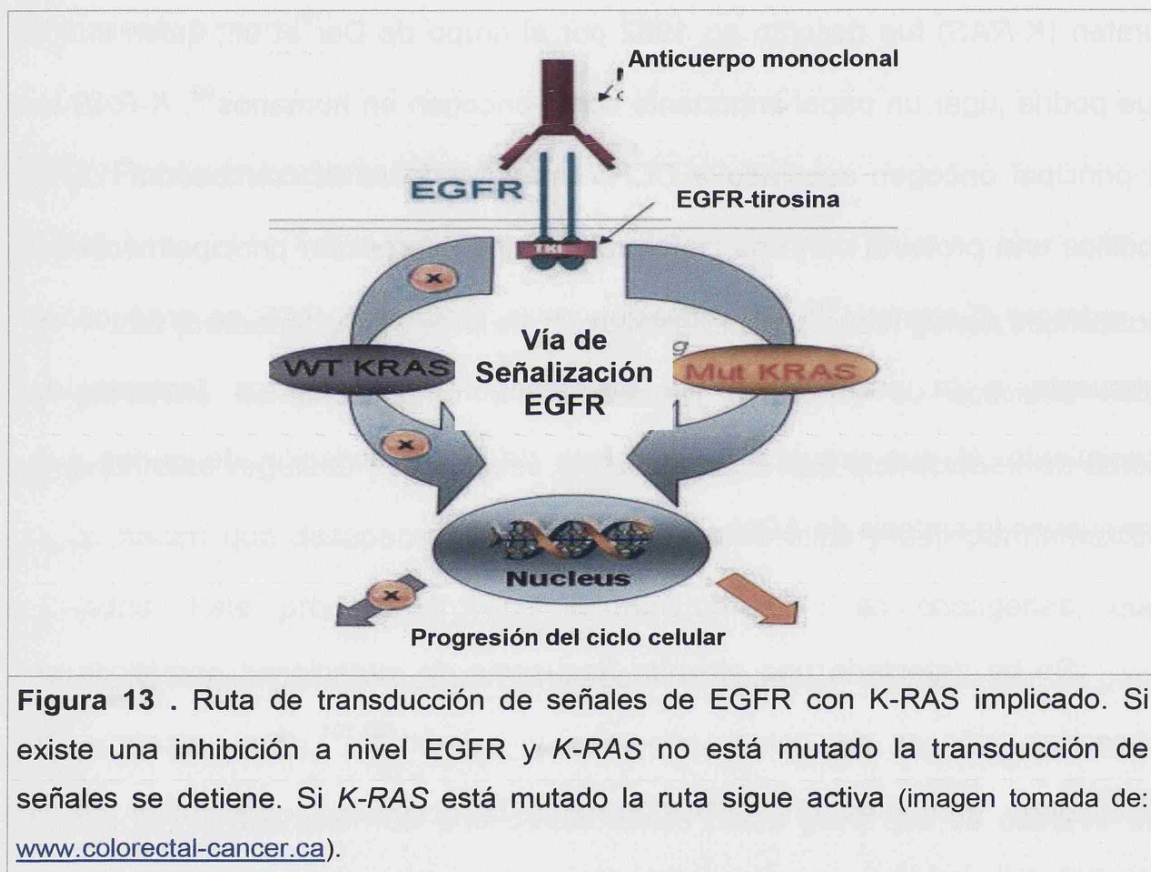 Anticuerpo monoclonal
EGFR
EGFR-tirosina
TKI
Vía de
Señalización
EGFR
WT KRAS
g
Mut KRAS
x
x
Nucleus
x
Progresión del ciclo celular
Figura 13 . Ruta de transducción de señales de EGFR con K-RAS implicado. Si
existe una inhibición a nivel EGFR y K-RAS no está mutado la transducción de
señales se detiene. Si K-RAS está mutado la ruta sigue activa (imagen tomada de:
www.colorectal-cancer.ca).